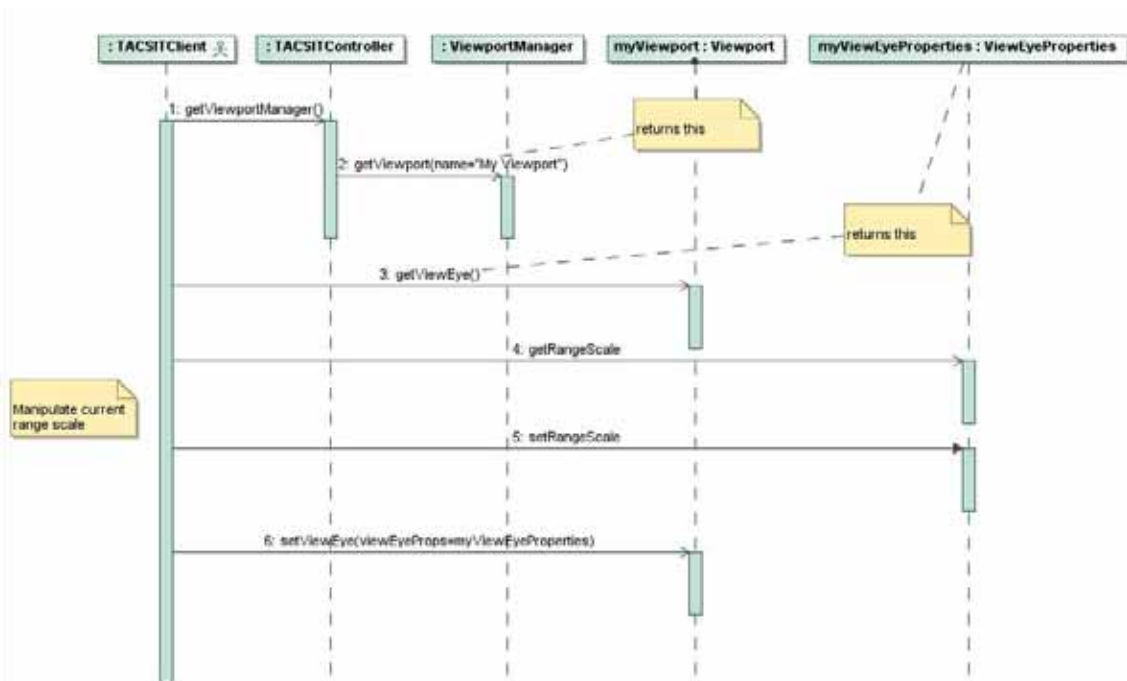 : TACSITClient
: TACSITController
: ViewportManager
myViewport : Viewport
myViewEyeProperties : ViewEyeProperties
1: getViewportManager()
returns this
2: getViewport(name="My Viewport")
returns this
3: getViewEye()
4: getRangeScale
Manipulate current
range scale
5: setRangeScale
6: setViewEye(viewEyeProps=myViewEyeProperties)